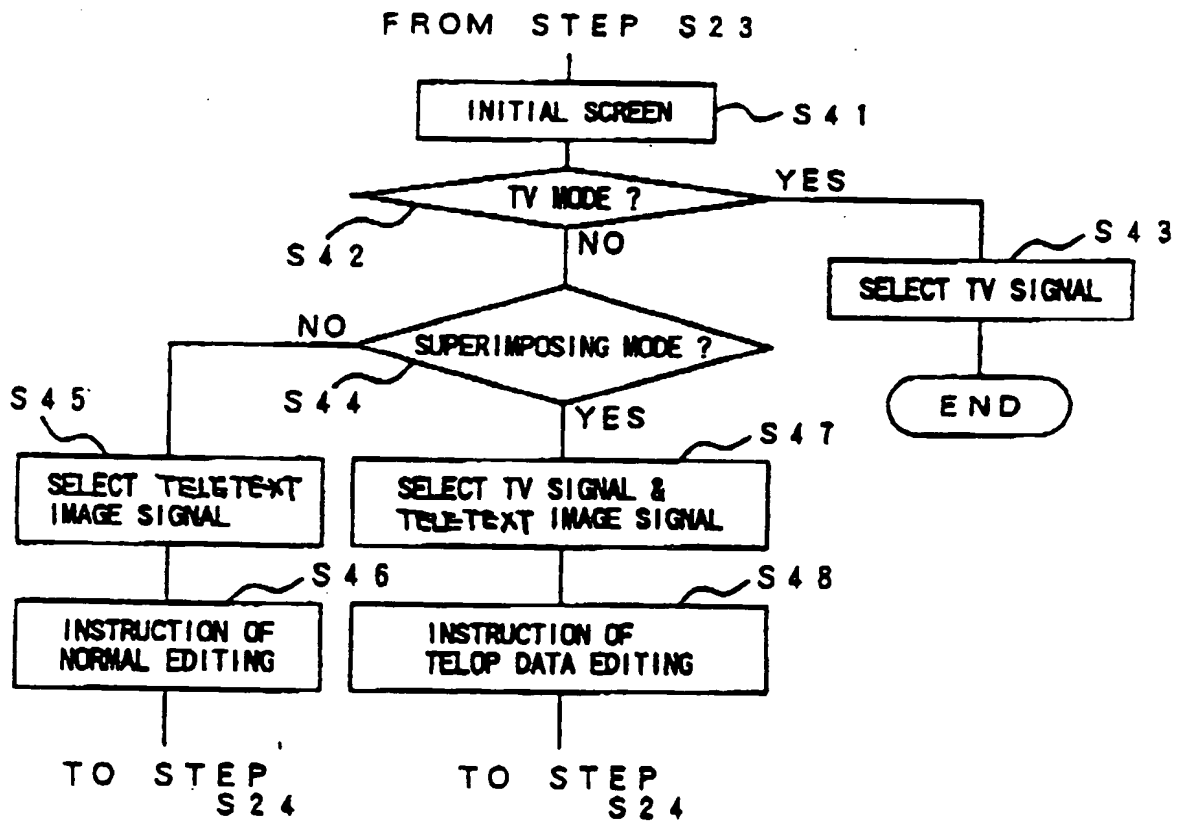 FROM STEP S23
INITIAL SCREEN
S41
TV MODE ?
YES
S42
NO
S43
SELECT TV SIGNAL
NO
SUPERIMPOSING MODE ?
S44
YES
END
S45
S47
SELECT TELETEXT
IMAGE SIGNAL
SELECT TV SIGNAL &
TELETEXT IMAGE SIGNAL
S46
S48
INSTRUCTION OF
NORMAL EDITING
INSTRUCTION OF
TELOP DATA EDITING
TO STEP
S24
TO STEP
S24